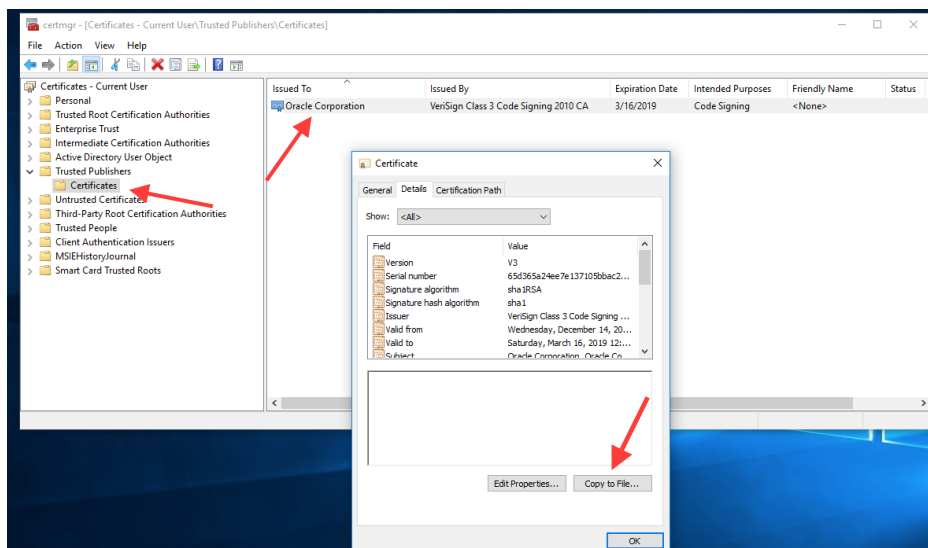 certmgr - [Certificates - Current User\Trusted Publishers\Certificates]
File Action View Help
Certificates - Current User
Personal
Trusted Root Certification Authorities
Enterprise Trust
Intermediate Certification Authorities
Active Directory User Object
Trusted Publishers
Certificates
Untrusted Certificates
Third-Party Root Certification Authorities
Trusted People
Client Authentication Issuers
MSIEHistoryJournal
Smart Card Trusted Roots
Issued To Issued By Expiration Date Intended Purposes Friendly Name Status
Oracle Corporation VeriSign Class 3 Code Signing 2010 CA 3/16/2019 Code Signing <None>
Certificate
General Details Certification Path
Show: <All>
Field Value
Version V3
Serial number 65d365a24ee7e137105bbac2...
Signature algorithm sha1RSA
Signature hash algorithm sha1
Issuer VeriSign Class 3 Code Signing ...
Valid from Wednesday, December 14, 20...
Valid to Saturday, March 16, 2019 12:...
Subject Oracle Corporation, Oracle Co...
Edit Properties... Copy to File...
OK